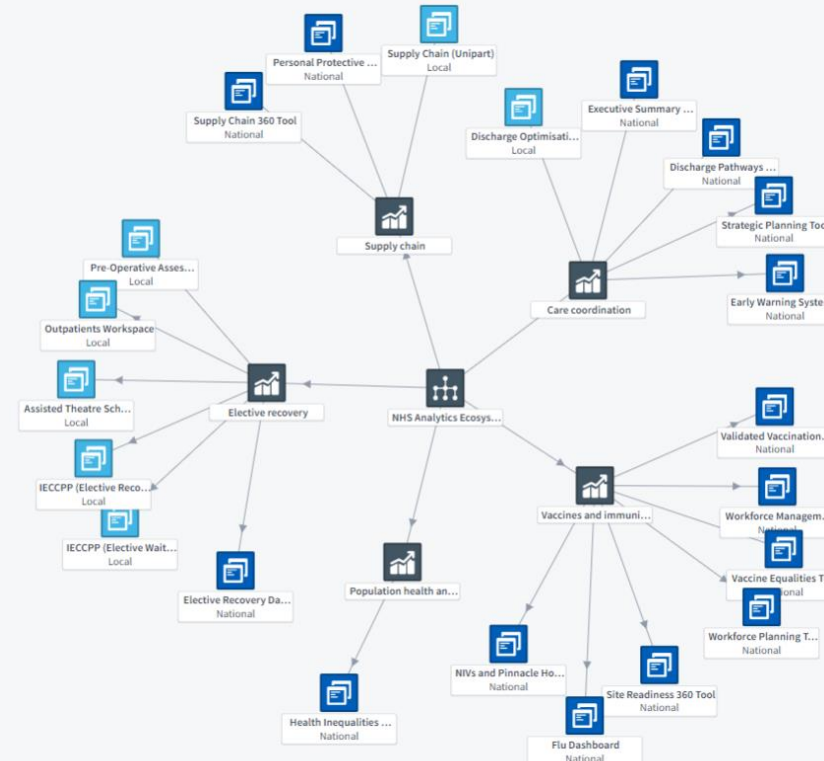 Personal Protective ...
National
Supply Chain (Unipart)
Local
Supply Chain 360 Tool
National
Supply chain
Discharge Optimisati...
Local
Executive Summary ...
National
Discharge Pathways ...
National
Strategic Planning Too
National
Early Warning Syste
National
Care coordination
Pre-Operative Asses...
Local
Outpatients Workspace
Local
Assisted Theatre Sch...
Local
IECCPP (Elective Reco...
Local
IECCPP (Elective Wait...
Local
Elective recovery
Elective Recovery Da...
National
NHS Analytics Ecosys...
Population health an...
Health Inequalities ...
National
Vaccines and immuni...
Validated Vaccination.
National
Workforce Managem..
National
Vaccine Equalities T
ional
Workforce Planning T...
National
NIVs and Pinnacle Ho...
National
Site Readiness 360 Tool
National
Flu Dashboard
National